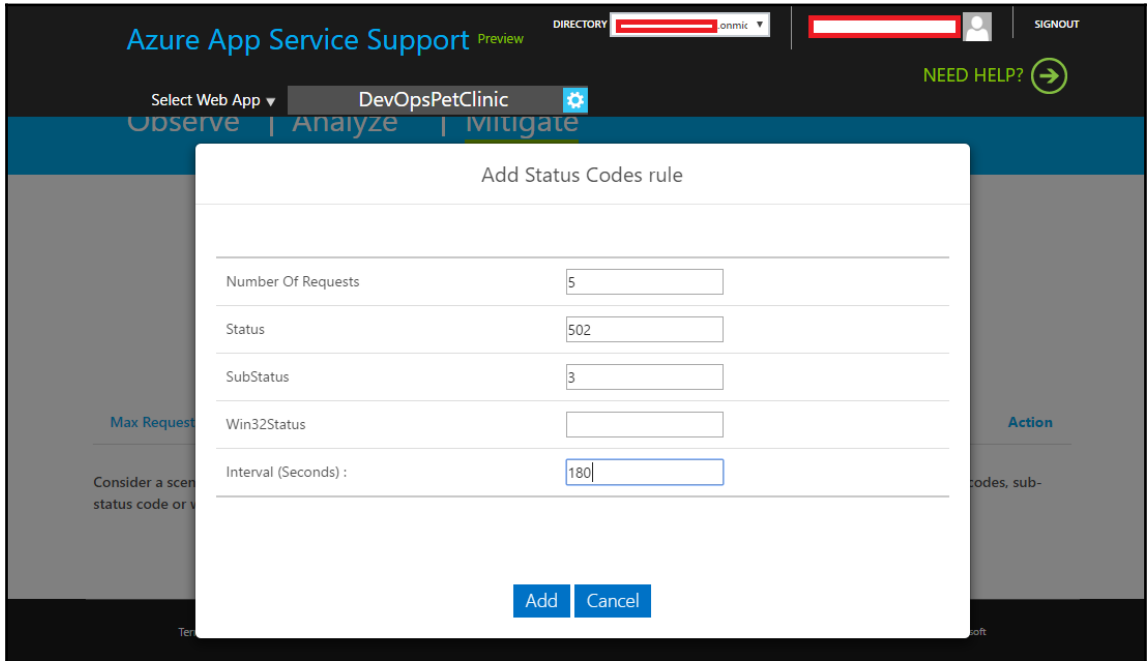 Azure App Service Support Preview
DIRECTORY .onmic
SIGNOUT
NEED HELP?
Select Web App DevOpsPetClinic
Observe | Analyze | Mitigate
Add Status Codes rule
Number Of Requests 5
Status 502
SubStatus 3
Win32Status
Interval (Seconds) : 180
Max Request
Action
Consider a scen
codes, sub-
status code or
Add Cancel
Ter
soft